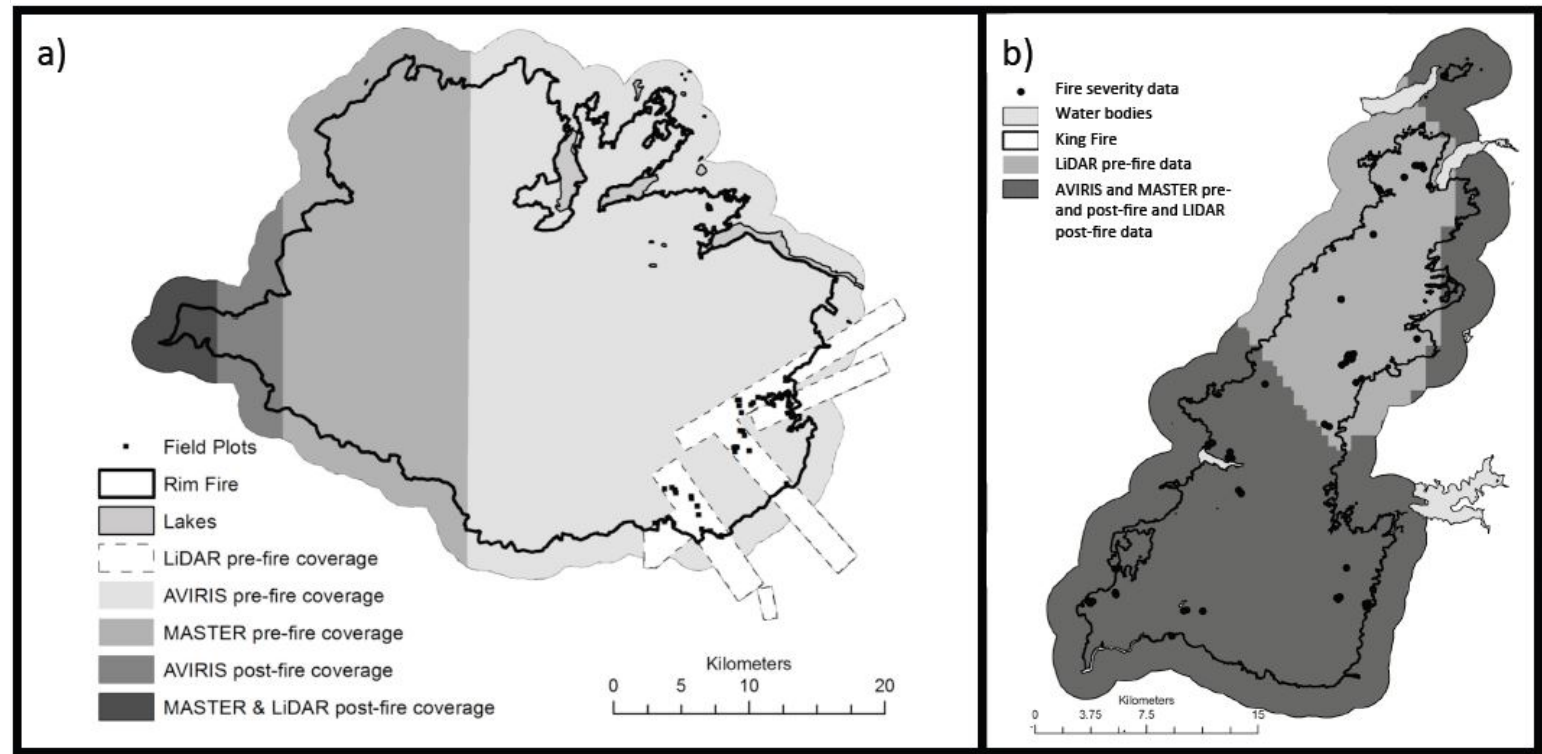 a)
Field Plots
Rim Fire
Lakes
LiDAR pre-fire coverage
AVIRIS pre-fire coverage
MASTER pre-fire coverage
AVIRIS post-fire coverage
MASTER & LiDAR post-fire coverage
Kilometers
0 5 10 20
b)
Fire severity data
Water bodies
King Fire
LiDAR pre-fire data
AVIRIS and MASTER pre-
and post-fire and LIDAR
post-fire data
Kilometers
0 3.75 7.5 15